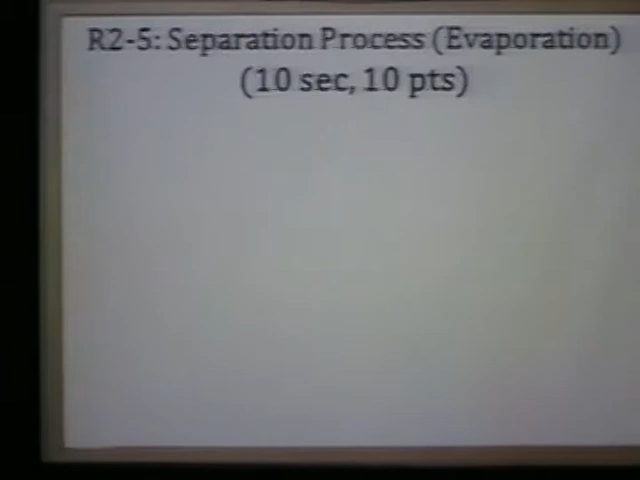 R2-5: Separation Process (Evaporation)
(10 sec, 10 pts)